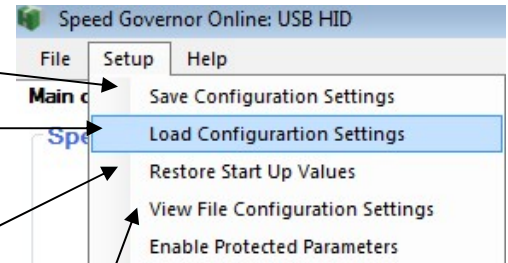 Speed Governor Online: USB HID
File Setup Help
Main c
Save Configuration Settings
Spe
Load Configurartion Settings
Restore Start Up Values
View File Configuration Settings
Enable Protected Parameters